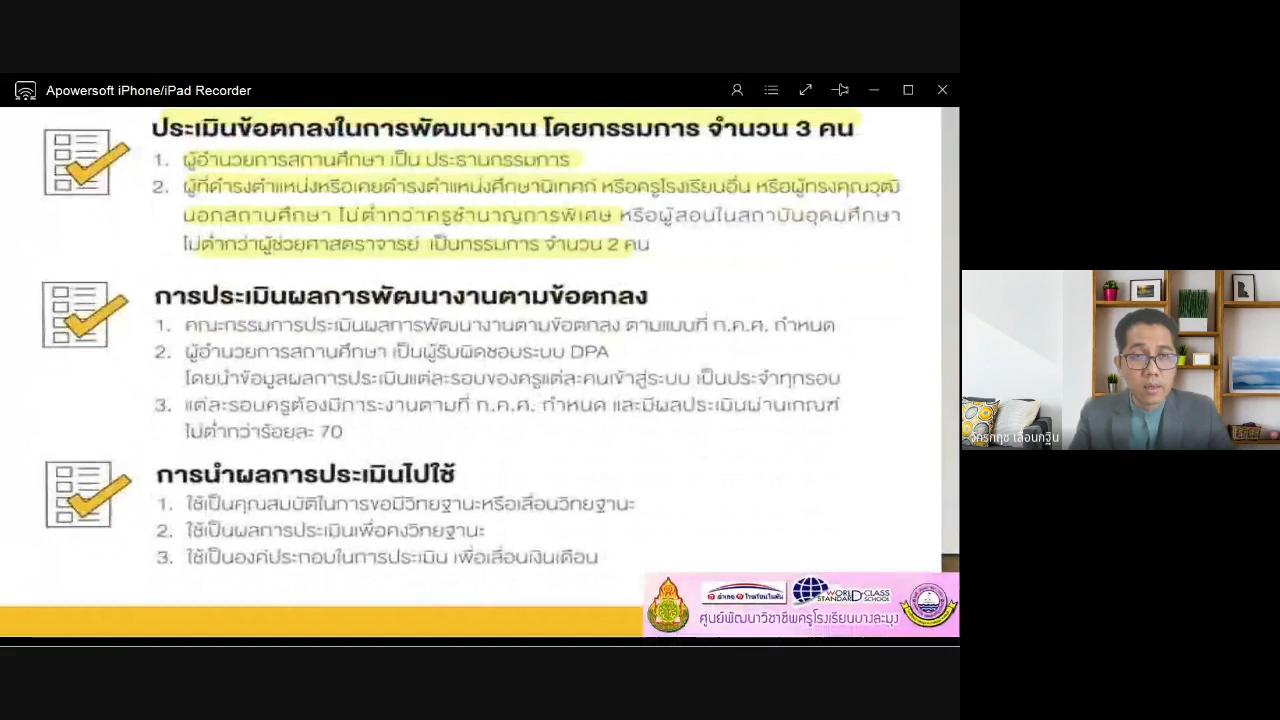 Apowersoft iPhone/iPad Recorder
ประเมินข้อตกลงในการพัฒนางาน โดยกรรมการ จำนวน 3 คน
1. ผู้อำนวยการสถานศึกษา เป็น ประธานกรรมการ
2. ผู้ที่ดำรงตำแหน่งหรือเคยดำรงตำแหน่งศึกษานิเทศก์ หรือครูโรงเรียนอื่น หรือผู้ทรงคุณวุฒิ
นอกสถานศึกษา ไม่ต่ำกว่าครูชำนาญการพิเศษ หรือผู้สอนในสถาบันอุดมศึกษา
ไม่ต่ำกว่าผู้ช่วยศาสตราจารย์ เป็นกรรมการ จำนวน 2 คน
การประเมินผลการพัฒนางานตามข้อตกลง
1. คณะกรรมการประเมินผลการพัฒนางานตามข้อตกลง ตามแบบที่ ก.ค.ศ. กำหนด
2. ผู้อำนวยการสถานศึกษา เป็นผู้รับผิดชอบระบบ DPA
โดยนำข้อมูลผลการประเมินแต่ละรอบของครูแต่ละคนเข้าสู่ระบบ เป็นประจำทุกรอบ
3. แต่ละรอบครูต้องมีภาระงานตามที่ ก.ค.ศ. กำหนด และมีผลประเมินผ่านเกณฑ์
ไม่ต่ำกว่าร้อยละ 70
การนำผลการประเมินไปใช้
1. ใช้เป็นคุณสมบัติในการขอมีวิทยฐานะหรือเลื่อนวิทยฐานะ
2. ใช้เป็นผลการประเมินเพื่อคงวิทยฐานะ
3. ใช้เป็นองค์ประกอบในการประเมิน เพื่อเลื่อนเงินเดือน
WORLD CLASS
STANDARD SCHOOL
ศูนย์พัฒนาวิชาชีพครูโรงเรียนบางละมุง
จักรกฤช เลื่อนกฐิน